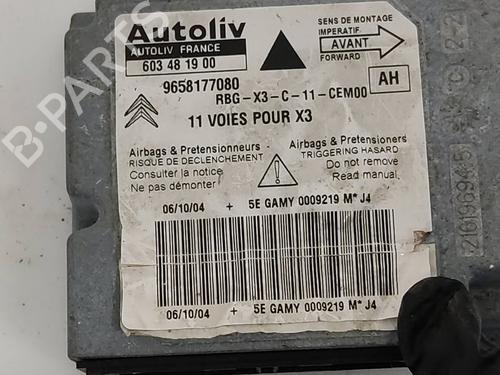 Autoliv
AUTOLIV FRANCE
603 48 19 00
SENS DE MONTAGE
IMPERATIF
AVANT
FORWARD
9658177080
AH
RBG-X3-C-11-CEM00
11 VOIES POUR X3
Airbags & Pretensionneurs
RISQUE DE DECLENCHEMENT
Consulter la notice
Ne pas démonter
Airbags & Pretensioners
TRIGGERING HAZARD
Do not remove
Read manual.
06/10/04 + 5E GAMY 0009219 M* J4
06/10/04 + 5E GAMY 0009219 M* J4